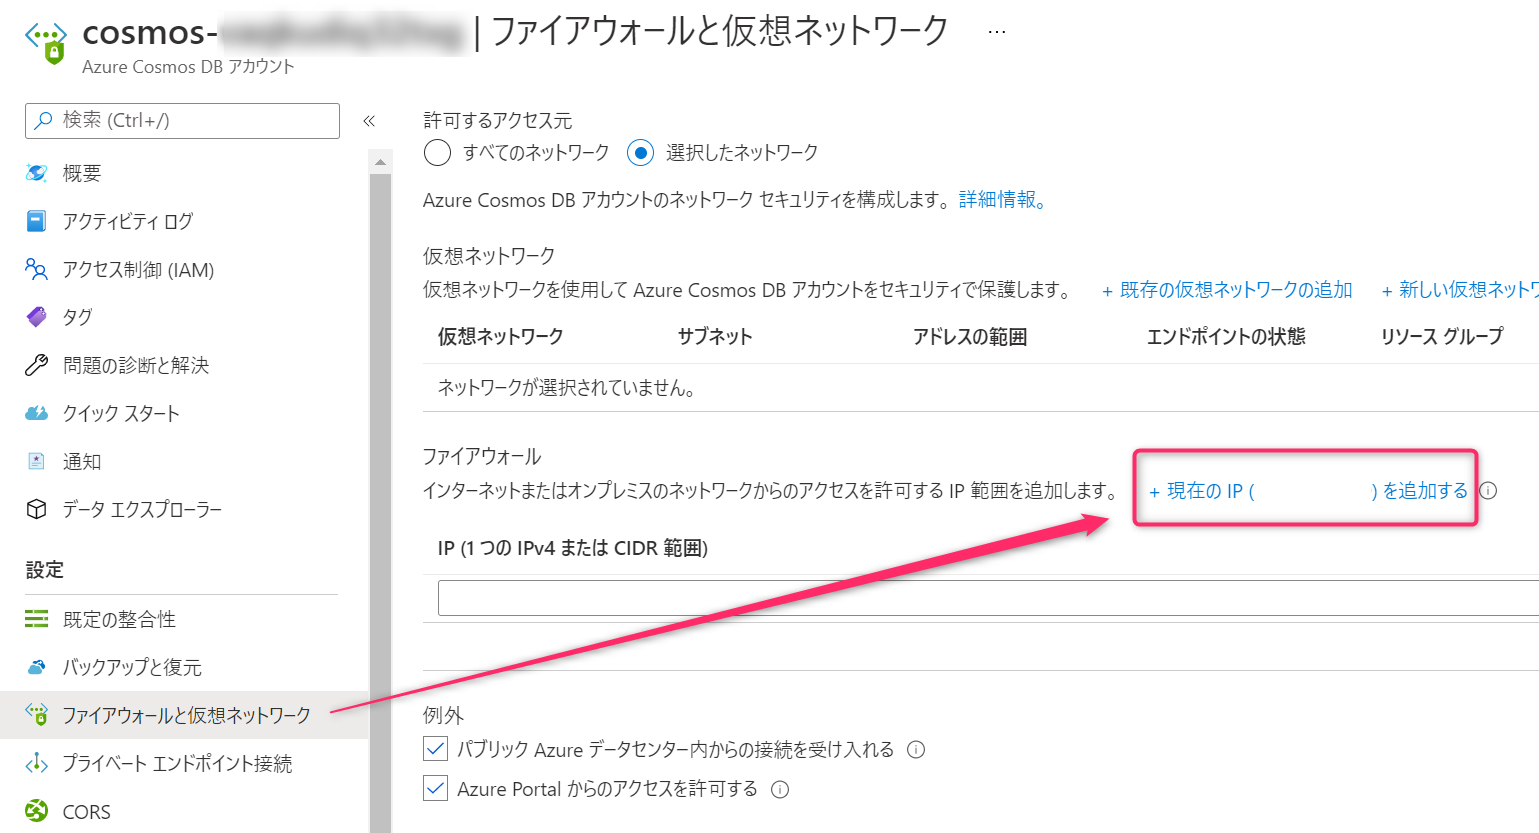 cosmos- | ファイアウォールと仮想ネットワーク ...
Azure Cosmos DB アカウント
検索 (Ctrl+/)
«
概要
アクティビティ ログ
アクセス制御 (IAM)
タグ
問題の診断と解決
クイック スタート
通知
データ エクスプローラー
設定
既定の整合性
バックアップと復元
ファイアウォールと仮想ネットワーク
プライベート エンドポイント接続
CORS
許可するアクセス元
すべてのネットワーク 選択したネットワーク
Azure Cosmos DB アカウントのネットワーク セキュリティを構成します。 詳細情報。
仮想ネットワーク
仮想ネットワークを使用して Azure Cosmos DB アカウントをセキュリティで保護します。 + 既存の仮想ネットワークの追加 + 新しい仮想ネットワ
仮想ネットワーク サブネット アドレスの範囲 エンドポイントの状態 リソース グループ
ネットワークが選択されていません。
ファイアウォール
インターネットまたはオンプレミスのネットワークからのアクセスを許可する IP 範囲を追加します。 + 現在の IP ( ) を追加する
IP (1 つの IPv4 または CIDR 範囲)
例外
パブリック Azure データセンター内からの接続を受け入れる
Azure Portal からのアクセスを許可する